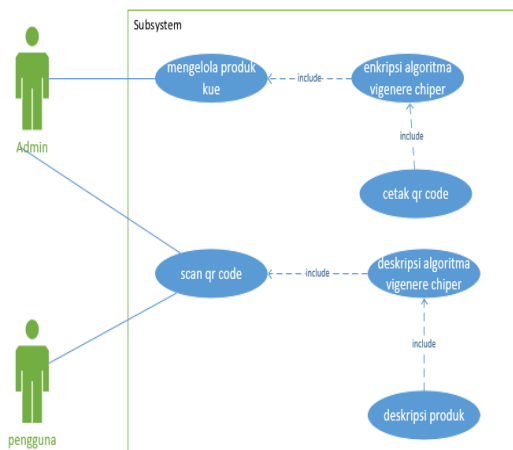 Subsystem
mengelola produk
kue
include
enkripsi algoritma
vigenere chiper
Admin
include
cetak qr code
scan qr code
include
deskripsi algoritma
vigenere chiper
include
deskripsi produk
pengguna